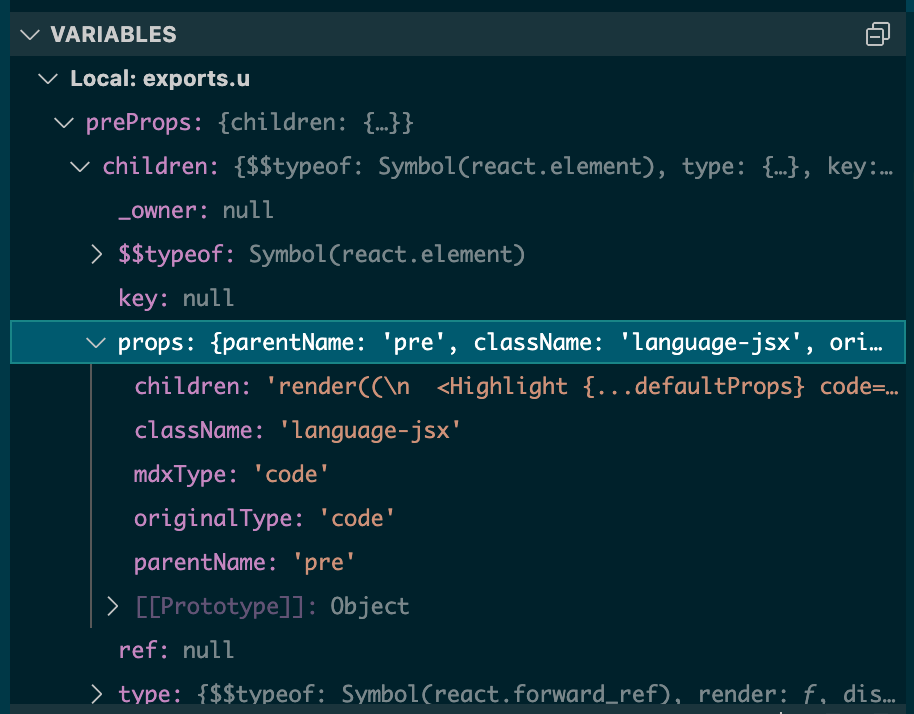 VARIABLES
Local: exports.u
preProps: {children: {…}}
children: {$$typeof: Symbol(react.element), type: {…}, key:…
_owner: null
$$typeof: Symbol(react.element)
key: null
props: {parentName: 'pre', className: 'language-jsx', ori…
children: 'render((\n  <Highlight {...defaultProps} code=…
className: 'language-jsx'
mdxType: 'code'
originalType: 'code'
parentName: 'pre'
[[Prototype]]: Object
ref: null
type: {$$typeof: Symbol(react.forward_ref), render: ƒ, dis…